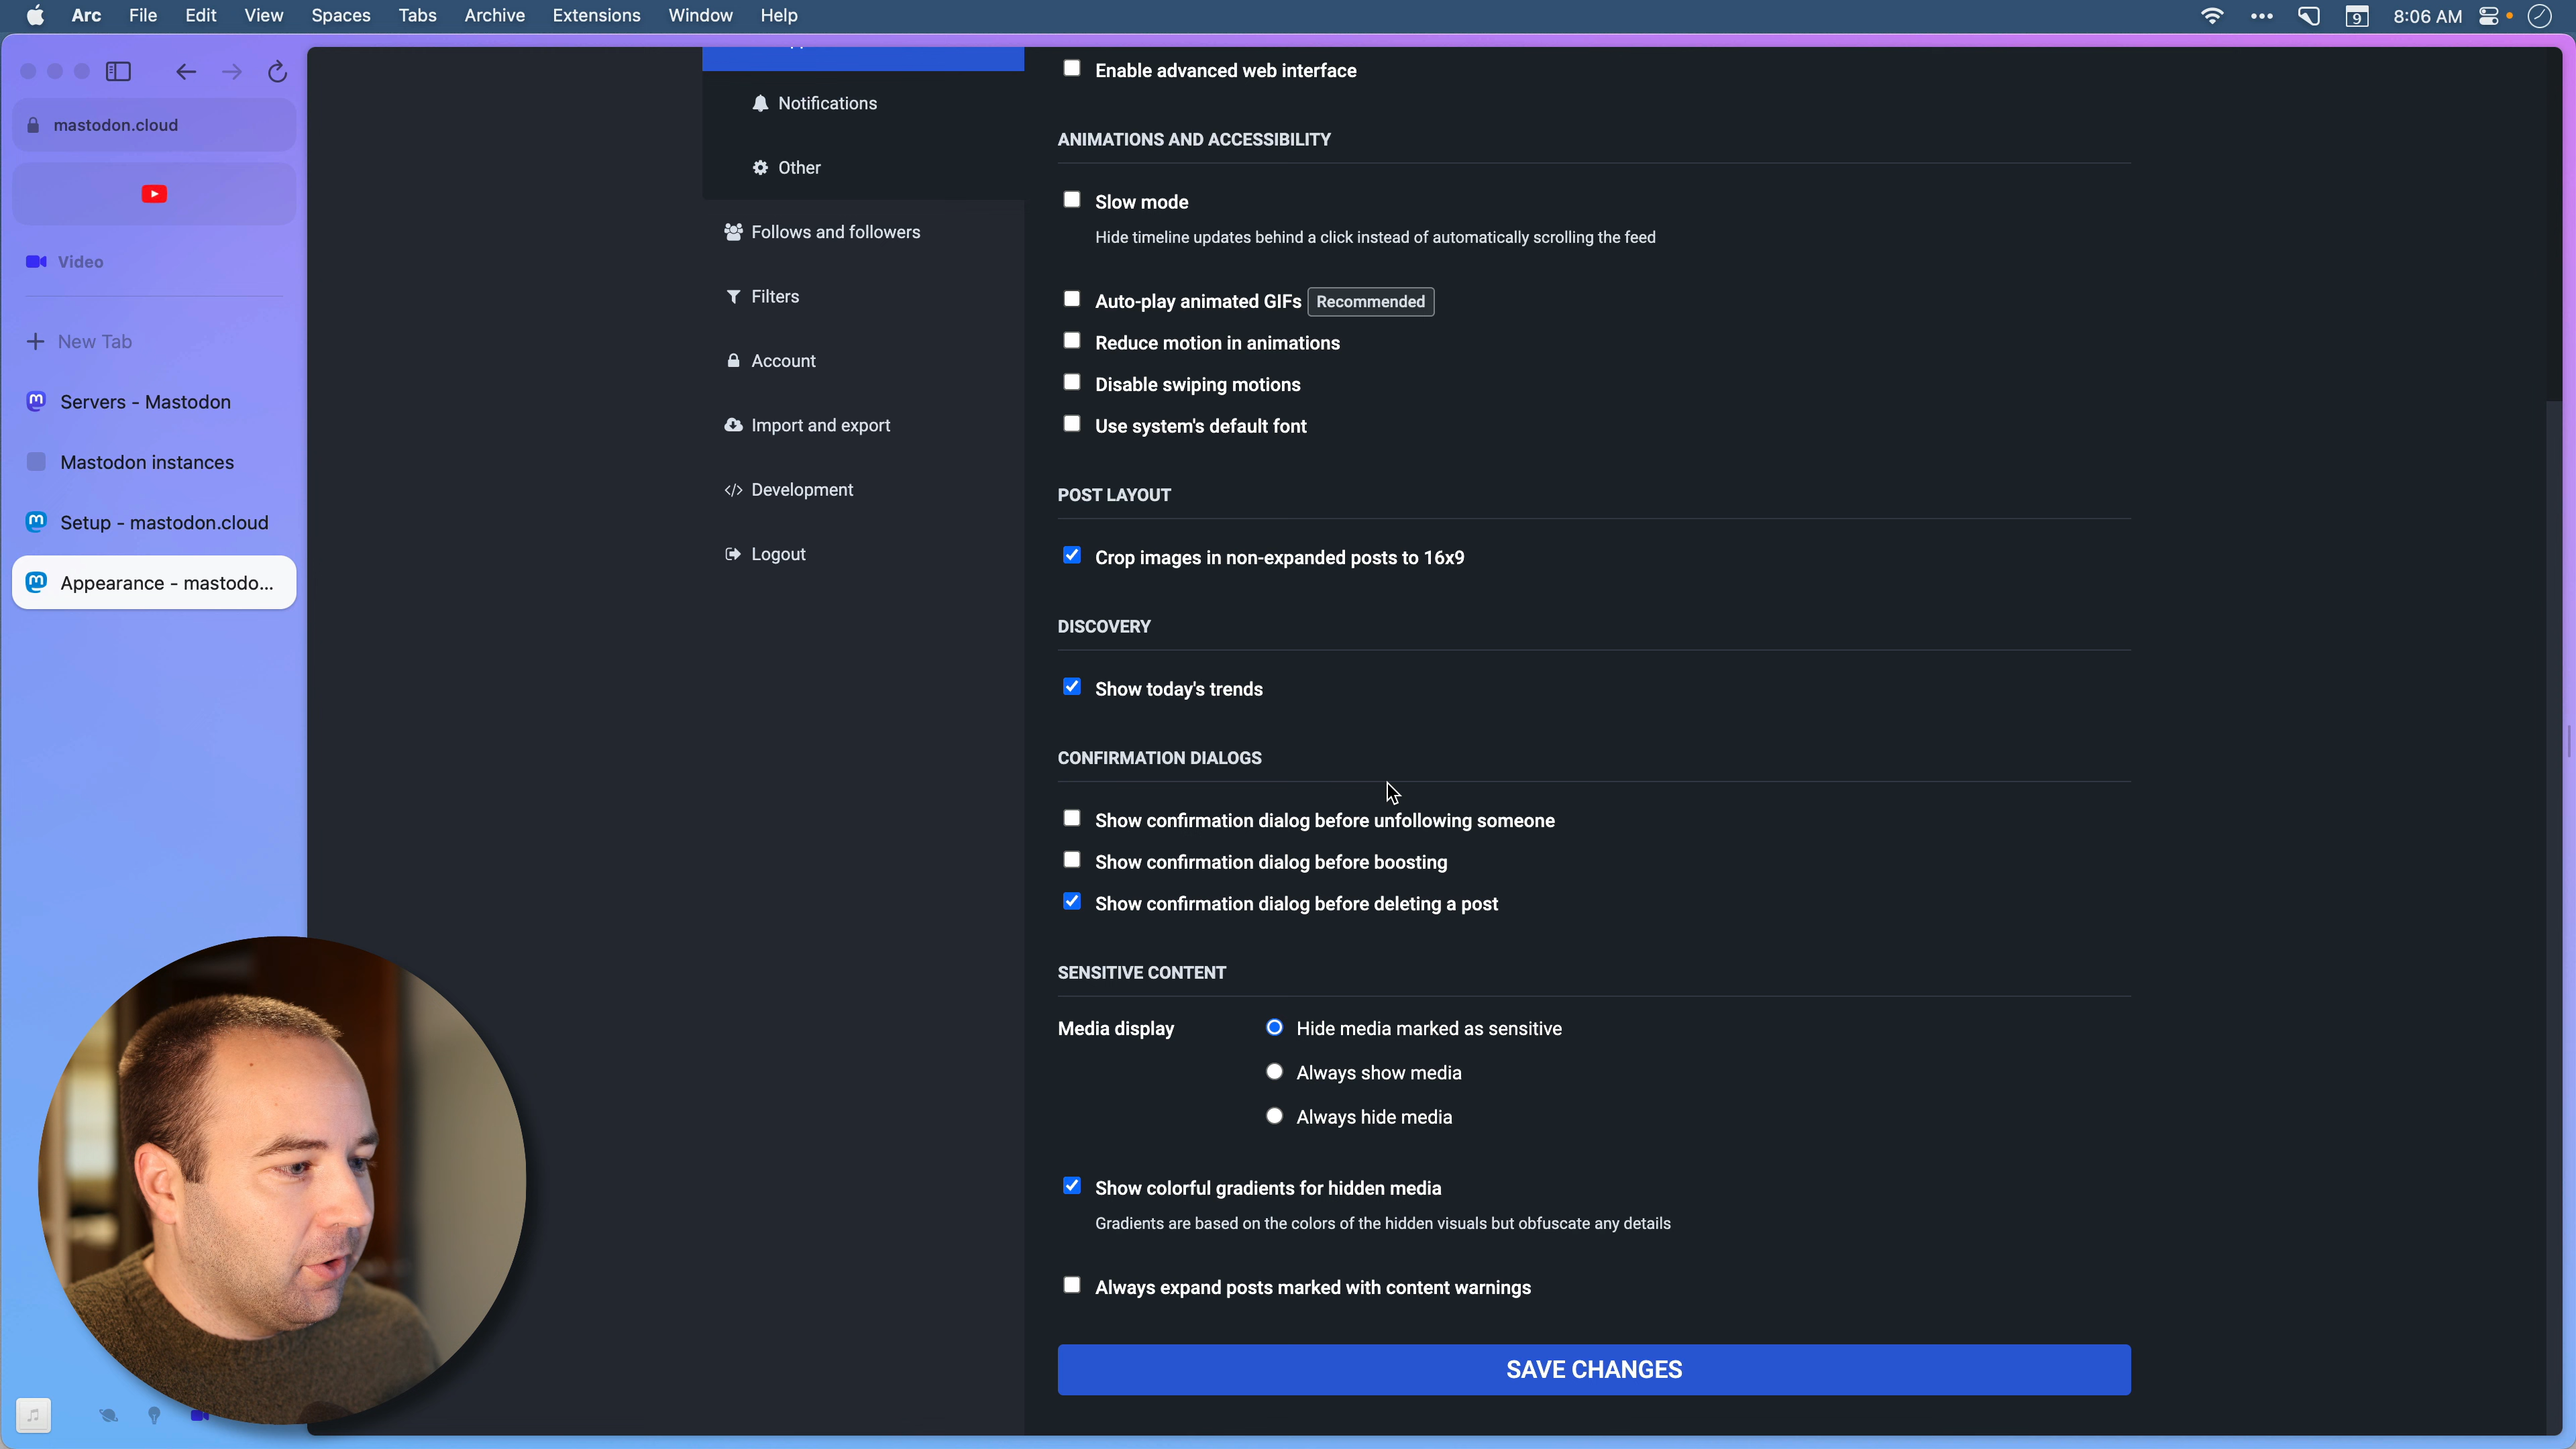 Arc File Edit View Spaces Tabs Archive Extensions Window Help
9 8:06 AM
mastodon.cloud
Video
New Tab
Servers - Mastodon
Mastodon instances
Setup - mastodon.cloud
Appearance - mastodo...
Notifications
Other
Follows and followers
Filters
Account
Import and export
Development
Logout
Enable advanced web interface
ANIMATIONS AND ACCESSIBILITY
Slow mode
Hide timeline updates behind a click instead of automatically scrolling the feed
Auto-play animated GIFs Recommended
Reduce motion in animations
Disable swiping motions
Use system's default font
POST LAYOUT
Crop images in non-expanded posts to 16x9
DISCOVERY
Show today's trends
CONFIRMATION DIALOGS
Show confirmation dialog before unfollowing someone
Show confirmation dialog before boosting
Show confirmation dialog before deleting a post
SENSITIVE CONTENT
Media display
Hide media marked as sensitive
Always show media
Always hide media
Show colorful gradients for hidden media
Gradients are based on the colors of the hidden visuals but obfuscate any details
Always expand posts marked with content warnings
SAVE CHANGES